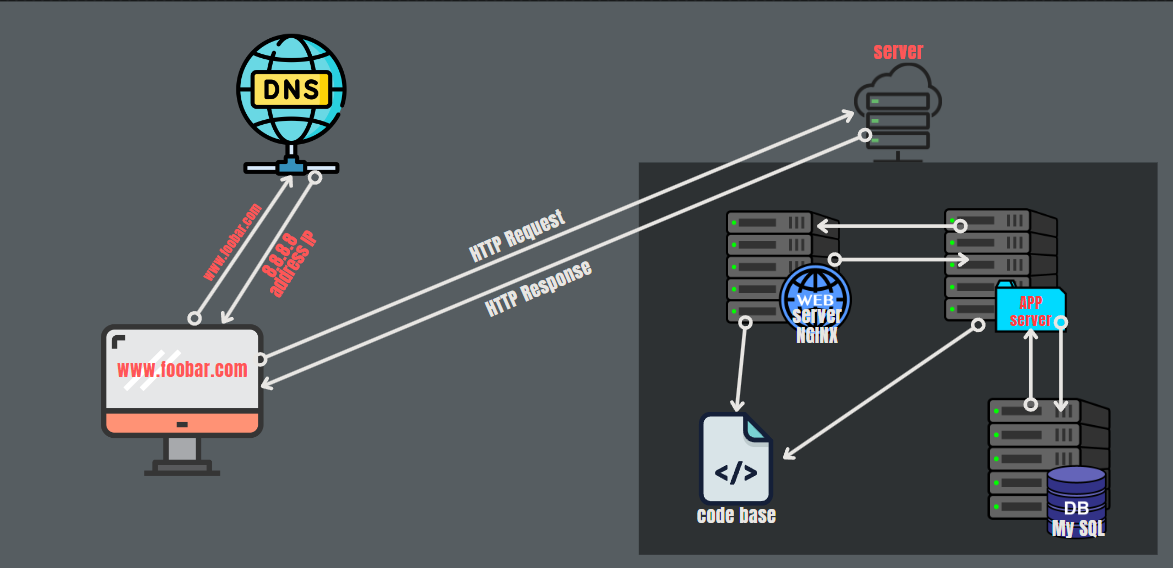 DNS
server
www.foobar.com
8.8.8.8
address IP
HTTP Request
HTTP Response
www.foobar.com
WEB
server
NGINX
APP
server
</>
code base
DB
My SQL